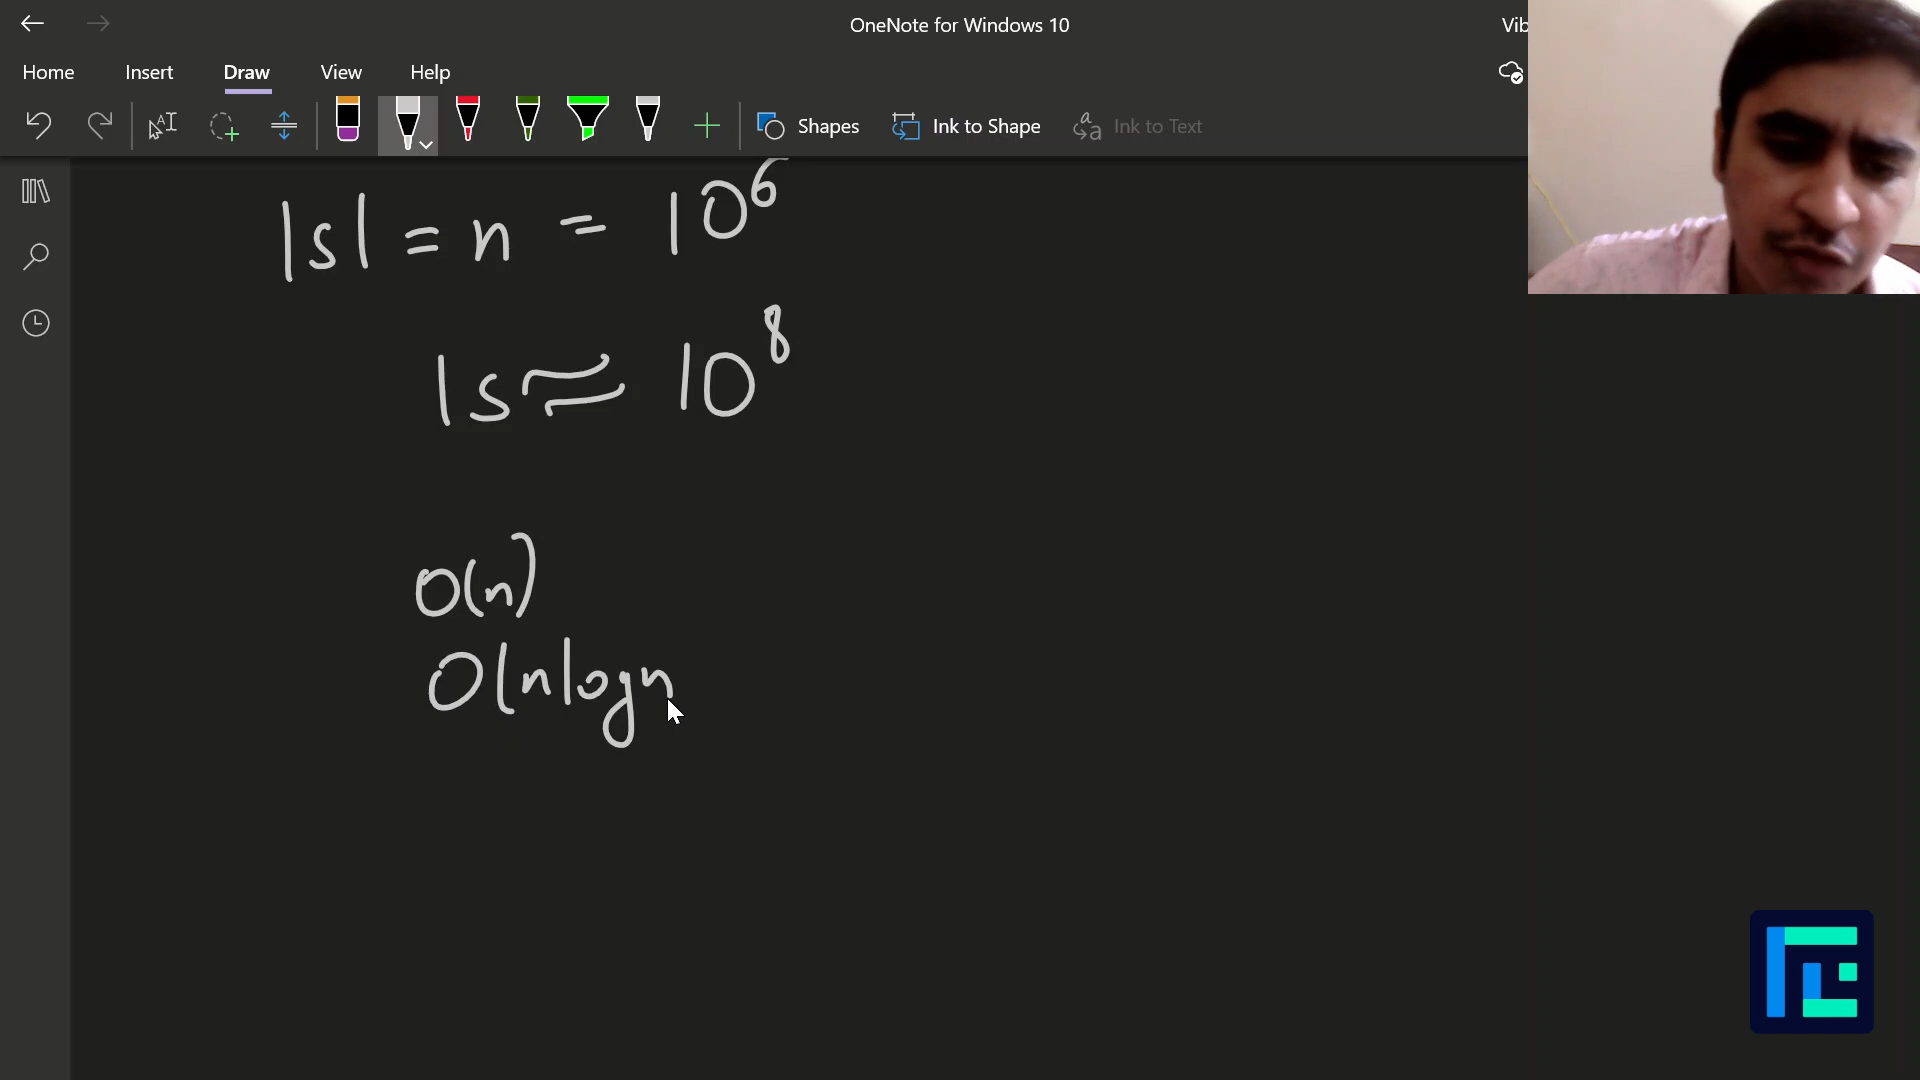 OneNote for Windows 10
Vib
Home Insert Draw View Help
Shapes Ink to Shape Ink to Text
|s| = n = 10^6
1s ≈ 10^8
O(n)
O(nlogn